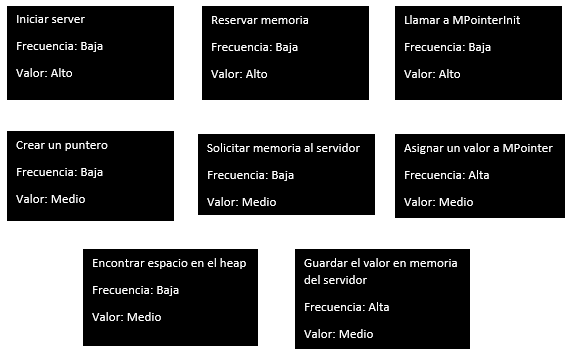 Iniciar server
Frecuencia: Baja
Valor: Alto
Reservar memoria
Frecuencia: Baja
Valor: Alto
Llamar a MPointerInit
Frecuencia: Baja
Valor: Alto
Crear un puntero
Frecuencia: Baja
Valor: Medio
Solicitar memoria al servidor
Frecuencia: Baja
Valor: Medio
Asignar un valor a MPointer
Frecuencia: Alta
Valor: Medio
Encontrar espacio en el heap
Frecuencia: Baja
Valor: Medio
Guardar el valor en memoria
del servidor
Frecuencia: Alta
Valor: Medio